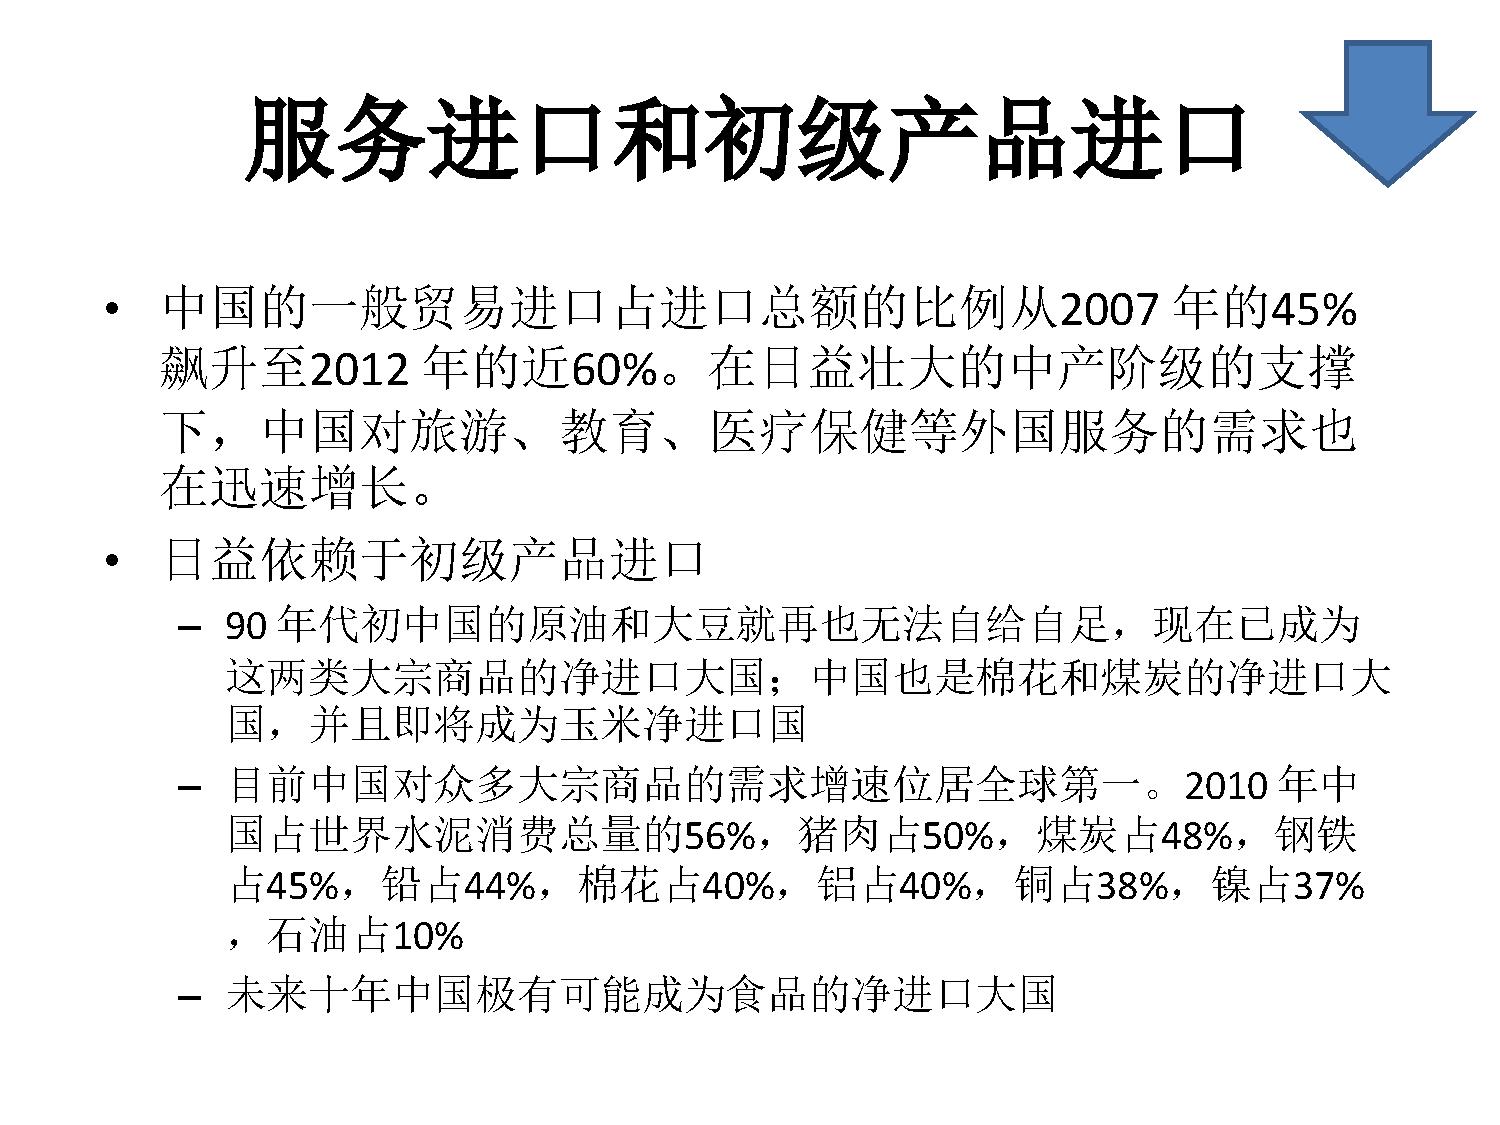 服务进口和初级产品进口
• 中国的一般贸易进口占进口总额的比例从2007 年的45%
飙升至2012 年的近60%。在日益壮大的中产阶级的支撑
下，中国对旅游、教育、医疗保健等外国服务的需求也
在迅速增长。
• 日益依赖于初级产品进口
– 90 年代初中国的原油和大豆就再也无法自给自足，现在已成为
这两类大宗商品的净进口大国；中国也是棉花和煤炭的净进口大
国，并且即将成为玉米净进口国
– 目前中国对众多大宗商品的需求增速位居全球第一。2010 年中
国占世界水泥消费总量的56%，猪肉占50%，煤炭占48%，钢铁
占45%，铅占44%，棉花占40%，铝占40%，铜占38%，镍占37%
，石油占10%
– 未来十年中国极有可能成为食品的净进口大国